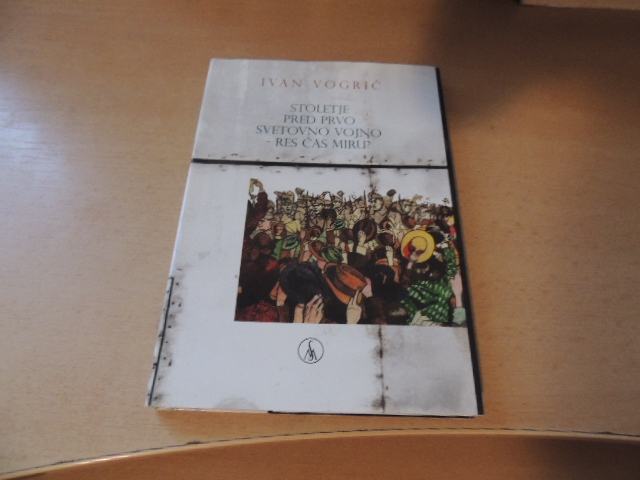 IVAN VOGRIČ
STOLETJE
PRED PRVO
SVETOVNO VOJNO
- RES ČAS MIRU?